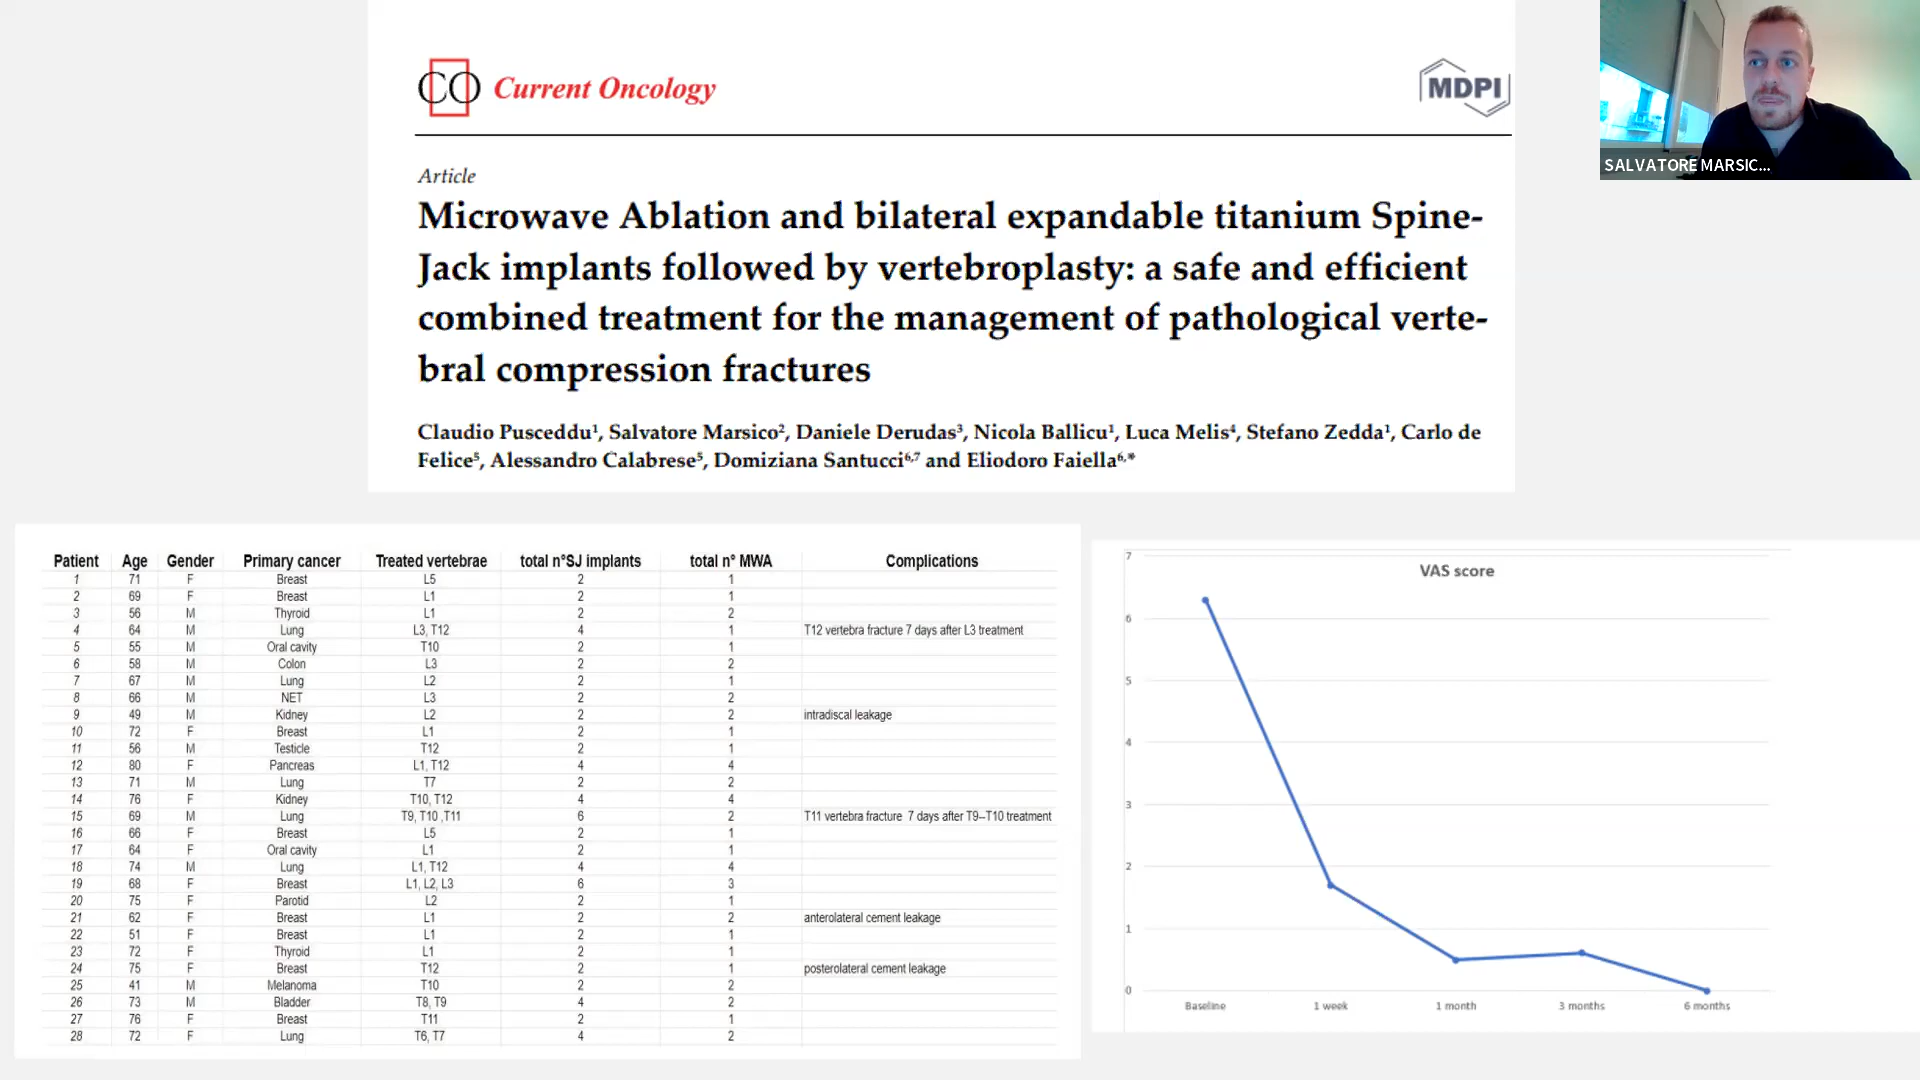 CO Current Oncology
MDPI
SALVATORE MARSIC...
Article
Microwave Ablation and bilateral expandable titanium Spine-
Jack implants followed by vertebroplasty: a safe and efficient
combined treatment for the management of pathological verte-
bral compression fractures
Claudio Pusceddu¹, Salvatore Marsico², Daniele Derudas³, Nicola Ballicu¹, Luca Melis⁴, Stefano Zedda¹, Carlo de
Felice⁵, Alessandro Calabrese⁵, Domiziana Santucci⁶,⁷ and Eliodoro Faiella⁶,*
Patient Age Gender Primary cancer Treated vertebrae total n°SJ implants total n° MWA Complications
1 71 F Breast L5 2 1
2 69 F Breast L1 2 1
3 56 M Thyroid L1 2 2
4 64 M Lung L3, T12 4 1 T12 vertebra fracture 7 days after L3 treatment
5 55 M Oral cavity T10 2 1
6 58 M Colon L3 2 2
7 67 M Lung L2 2 1
8 66 M NET L3 2 2
9 49 M Kidney L2 2 2 intradiscal leakage
10 72 F Breast L1 2 1
11 56 M Testicle T12 2 1
12 80 F Pancreas L1, T12 4 4
13 71 M Lung T7 2 2
14 76 F Kidney T10, T12 4 4
15 69 M Lung T9, T10 ,T11 6 2 T11 vertebra fracture 7 days after T9–T10 treatment
16 66 F Breast L5 2 1
17 64 F Oral cavity L1 2 1
18 74 M Lung L1, T12 4 4
19 68 F Breast L1, L2, L3 6 3
20 75 F Parotid L2 2 1
21 62 F Breast L1 2 2 anterolateral cement leakage
22 51 F Breast L1 2 1
23 72 F Thyroid L1 2 1
24 75 F Breast T12 2 1 posterolateral cement leakage
25 41 M Melanoma T10 2 2
26 73 M Bladder T8, T9 4 2
27 76 F Breast T11 2 1
28 72 F Lung T6, T7 4 2
VAS score
7
6
5
4
3
2
1
0
Baseline 1 week 1 month 3 months 6 months